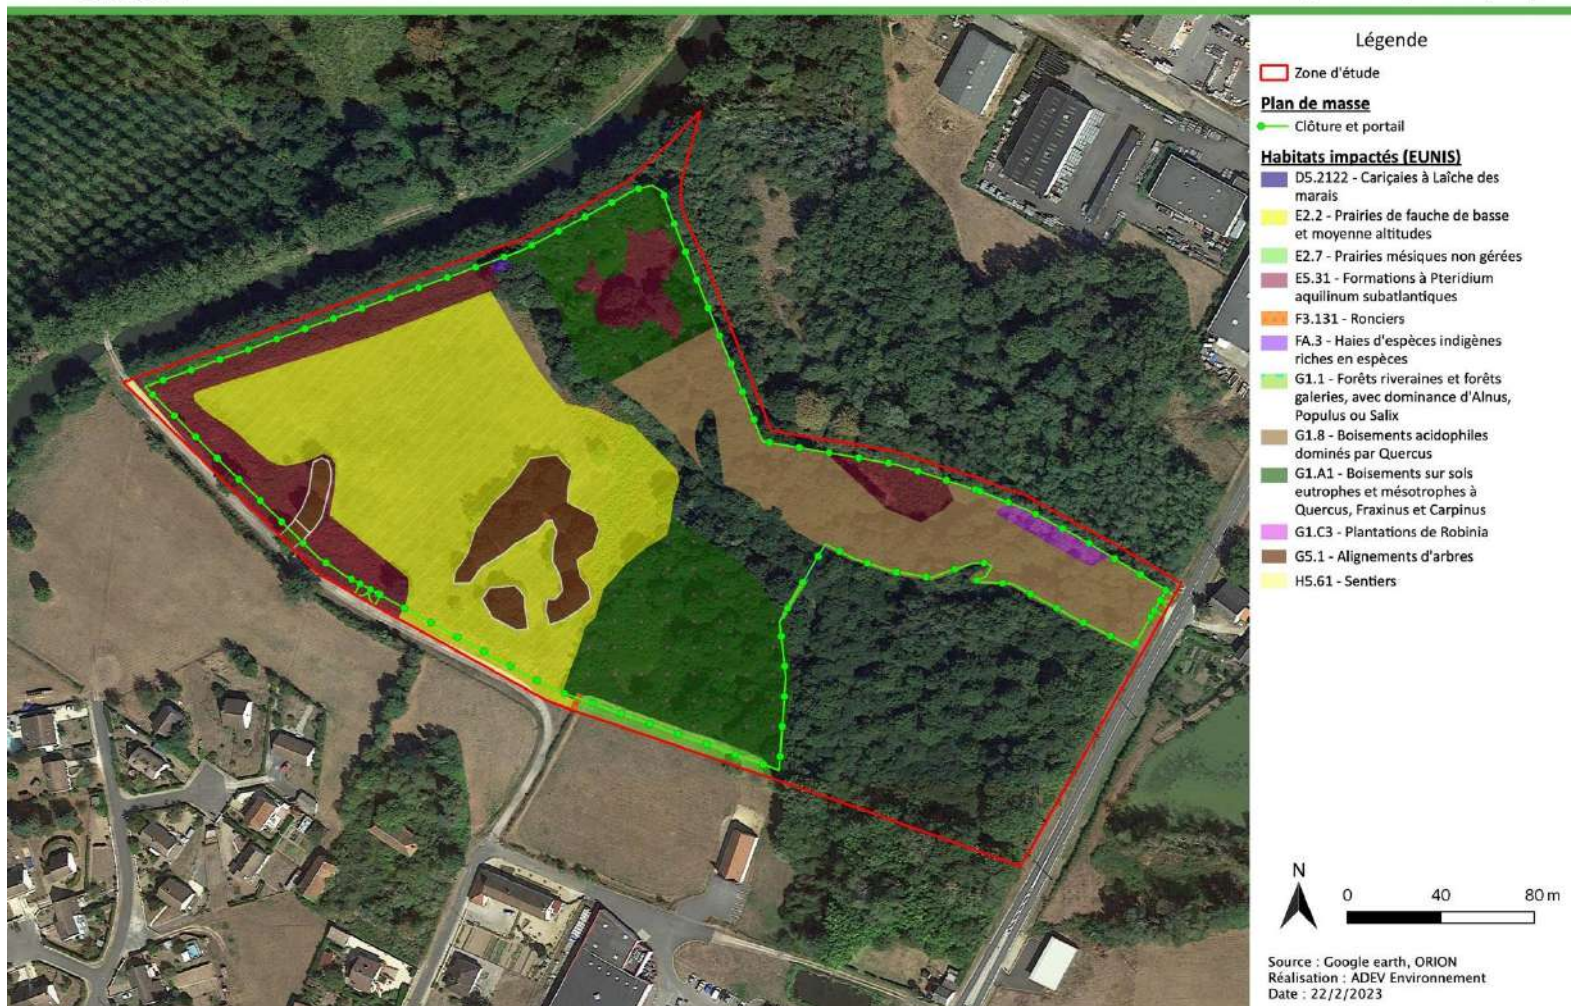 Légende
Zone d'étude
Plan de masse
Clôture et portail
Habitats impactés (EUNIS)
D5.2122 - Cariçaies à Laîche des
marais
E2.2 - Prairies de fauche de basse
et moyenne altitudes
E2.7 - Prairies mésiques non gérées
E5.31 - Formations à Pteridium
aquilinum subatlantiques
F3.131 - Ronciers
FA.3 - Haies d'espèces indigènes
riches en espèces
G1.1 - Forêts riveraines et forêts
galeries, avec dominance d'Alnus,
Populus ou Salix
G1.8 - Boisements acidophiles
dominés par Quercus
G1.A1 - Boisements sur sols
eutrophes et mésotrophes à
Quercus, Fraxinus et Carpinus
G1.C3 - Plantations de Robinia
G5.1 - Alignements d'arbres
H5.61 - Sentiers
N
0 40 80 m
Source : Google earth, ORION
Réalisation : ADEV Environnement
Date : 22/2/2023